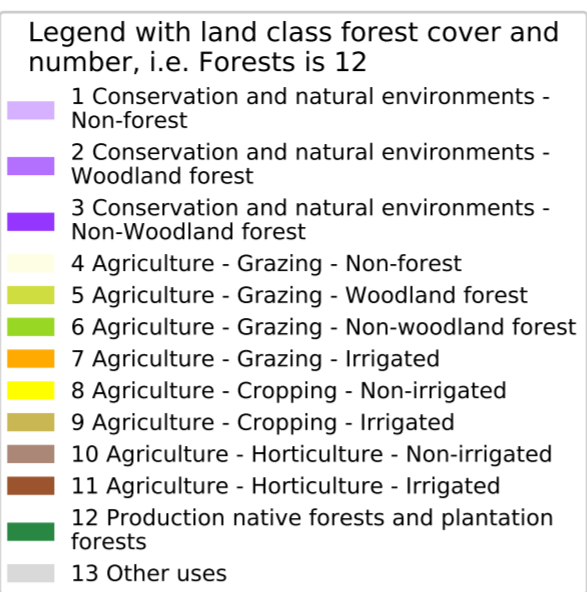 Legend with land class forest cover and
number, i.e. Forests is 12
1 Conservation and natural environments -
Non-forest
2 Conservation and natural environments -
Woodland forest
3 Conservation and natural environments -
Non-Woodland forest
4 Agriculture - Grazing - Non-forest
5 Agriculture - Grazing - Woodland forest
6 Agriculture - Grazing - Non-woodland forest
7 Agriculture - Grazing - Irrigated
8 Agriculture - Cropping - Non-irrigated
9 Agriculture - Cropping - Irrigated
10 Agriculture - Horticulture - Non-irrigated
11 Agriculture - Horticulture - Irrigated
12 Production native forests and plantation
forests
13 Other uses